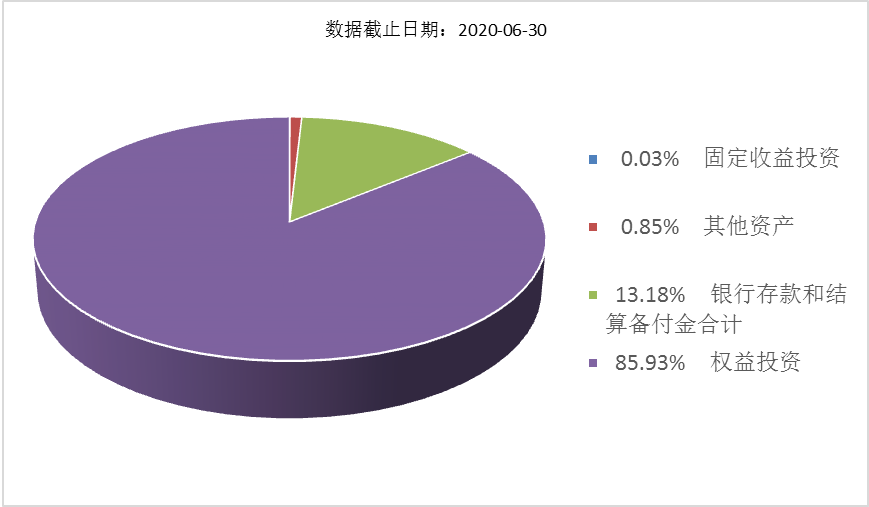 数据截止日期：2020-06-30
0.03% 固定收益投资
0.85% 其他资产
13.18% 银行存款和结
算备付金合计
85.93% 权益投资